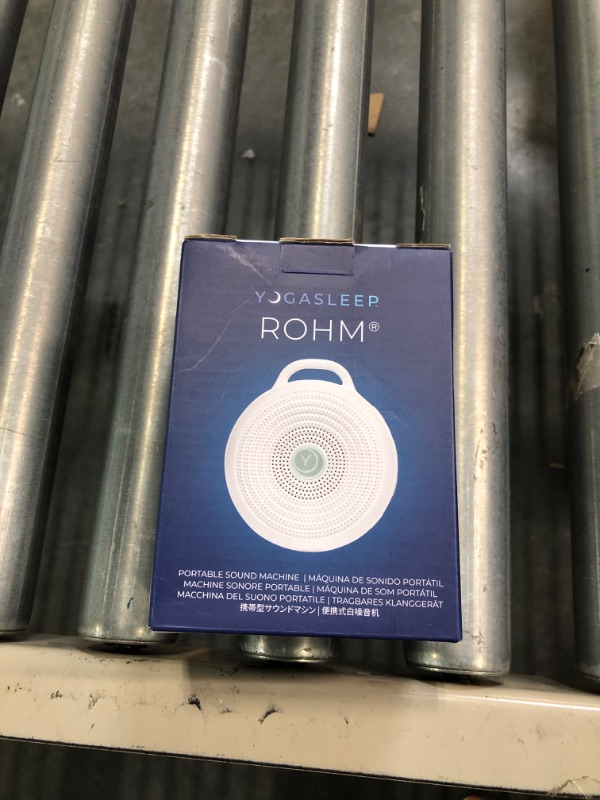 YOGASLEEP
ROHM®
Y
PORTABLE SOUND MACHINE | MÁQUINA DE SONIDO PORTÁTIL
MACHINE SONORE PORTABLE | MÁQUINA DE SOM PORTÁTIL
MACCHINA DEL SUONO PORTATILE | TRAGBARES KLANGGERÄT
携帯型サウンドマシン | 便携式白噪音机